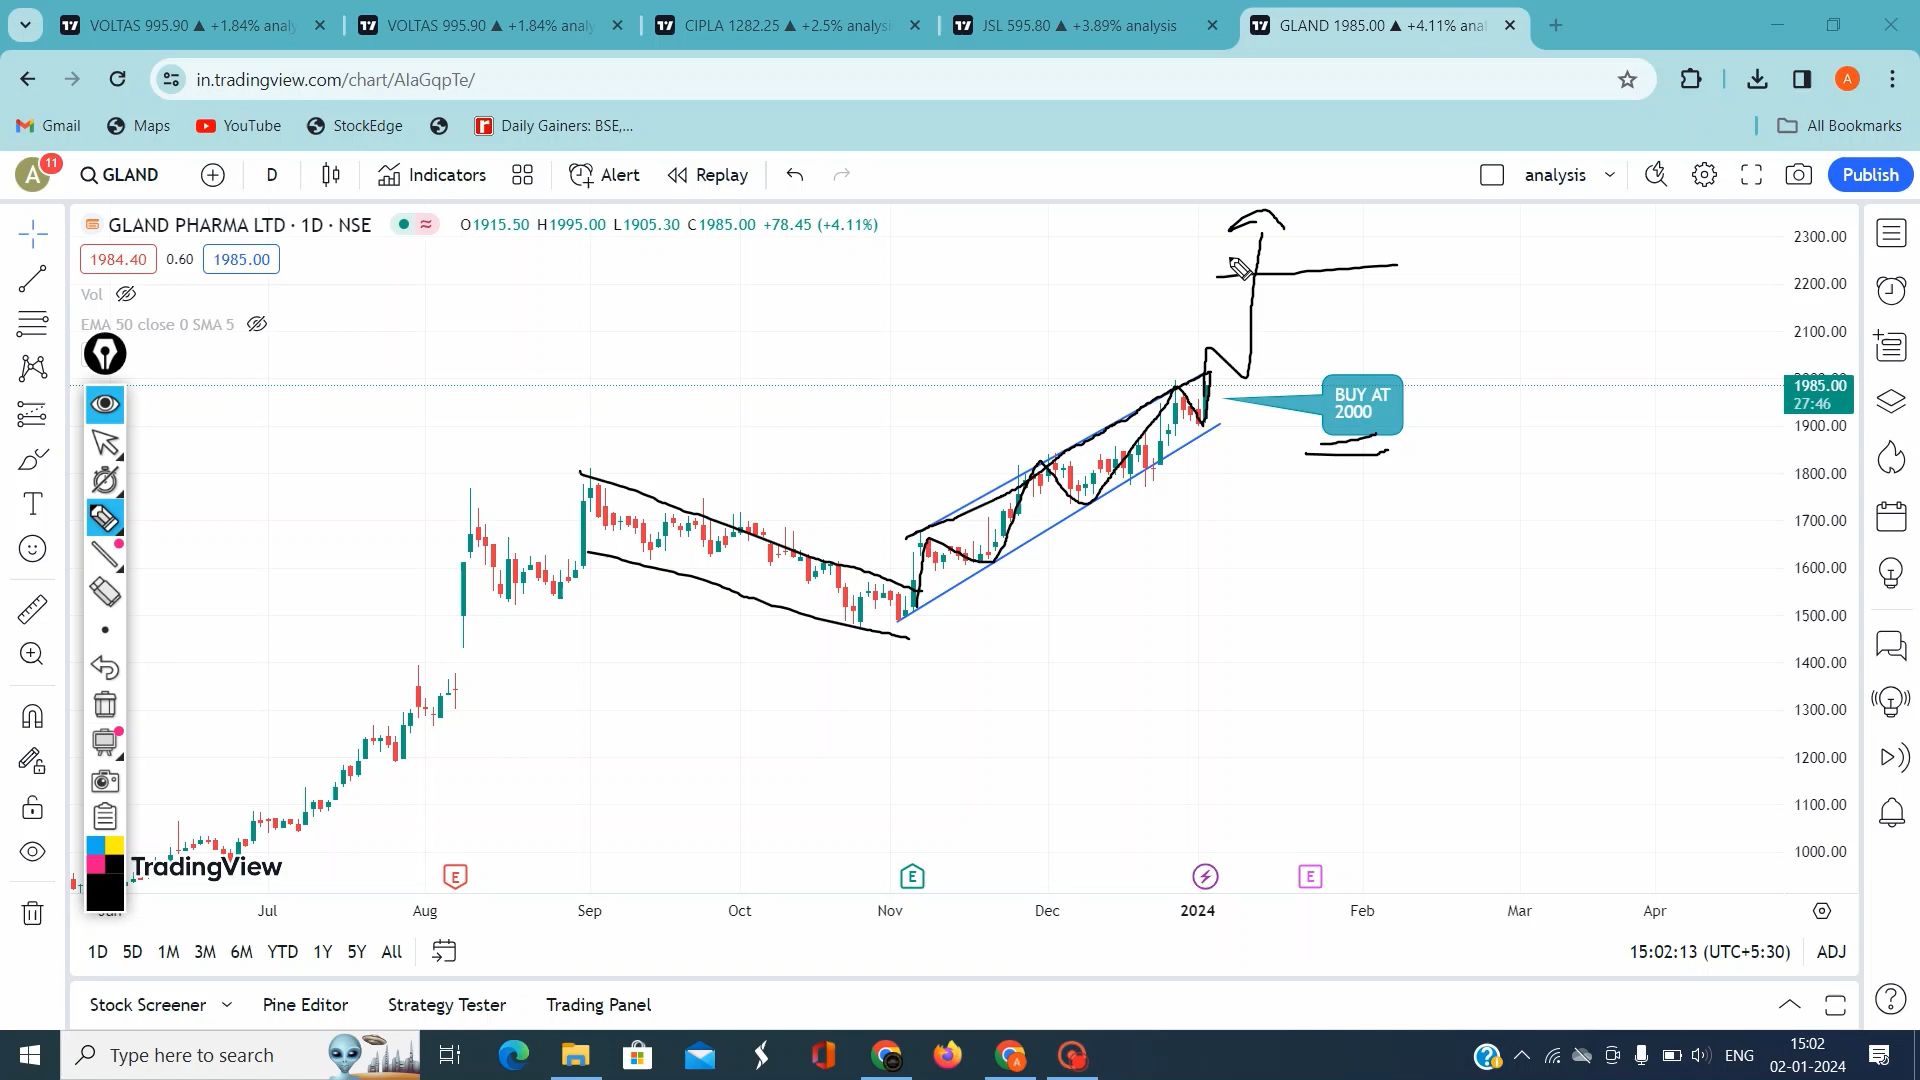 VOLTAS 995.90 ▲ +1.84% analy
VOLTAS 995.90 ▲ +1.84% analy
CIPLA 1282.25 ▲ +2.5% analysi
JSL 595.80 ▲ +3.89% analysis
GLAND 1985.00 ▲ +4.11% anal
in.tradingview.com/chart/AIaGqpTe/
A
Gmail
Maps
YouTube
StockEdge
Daily Gainers: BSE,...
All Bookmarks
A
11
GLAND
D
Indicators
Alert
Replay
analysis
Publish
GLAND PHARMA LTD · 1D · NSE
O1915.50 H1995.00 L1905.30 C1985.00 +78.45 (+4.11%)
1984.40
0.60
1985.00
Vol
EMA 50 close 0 SMA 5
BUY AT
2000
2300.00
2200.00
2100.00
1985.00
27:46
1900.00
1800.00
1700.00
1600.00
1500.00
1400.00
1300.00
1200.00
1100.00
1000.00
TradingView
E
E
E
Jul
Aug
Sep
Oct
Nov
Dec
2024
Feb
Mar
Apr
1D
5D
1M
3M
6M
YTD
1Y
5Y
All
15:02:13 (UTC+5:30)
ADJ
Stock Screener
Pine Editor
Strategy Tester
Trading Panel
Type here to search
ENG
15:02
02-01-2024